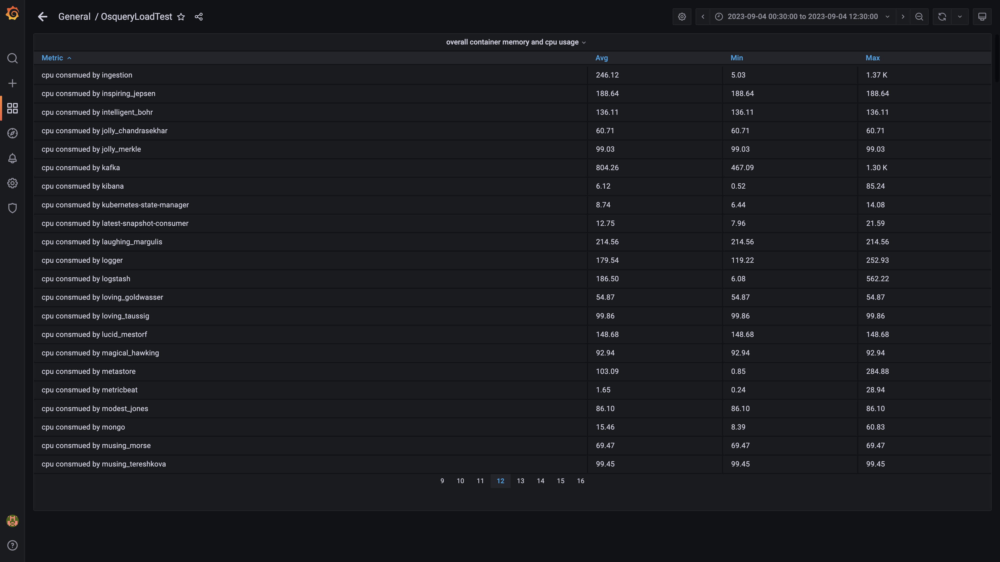 General / OsqueryLoadTest
2023-09-04 00:30:00 to 2023-09-04 12:30:00
overall container memory and cpu usage
Metric Avg Min Max
cpu consmued by ingestion 246.12 5.03 1.37 K
cpu consmued by inspiring_jepsen 188.64 188.64 188.64
cpu consmued by intelligent_bohr 136.11 136.11 136.11
cpu consmued by jolly_chandrasekhar 60.71 60.71 60.71
cpu consmued by jolly_merkle 99.03 99.03 99.03
cpu consmued by kafka 804.26 467.09 1.30 K
cpu consmued by kibana 6.12 0.52 85.24
cpu consmued by kubernetes-state-manager 8.74 6.44 14.08
cpu consmued by latest-snapshot-consumer 12.75 7.96 21.59
cpu consmued by laughing_margulis 214.56 214.56 214.56
cpu consmued by logger 179.54 119.22 252.93
cpu consmued by logstash 186.50 6.08 562.22
cpu consmued by loving_goldwasser 54.87 54.87 54.87
cpu consmued by loving_taussig 99.86 99.86 99.86
cpu consmued by lucid_mestorf 148.68 148.68 148.68
cpu consmued by magical_hawking 92.94 92.94 92.94
cpu consmued by metastore 103.09 0.85 284.88
cpu consmued by metricbeat 1.65 0.24 28.94
cpu consmued by modest_jones 86.10 86.10 86.10
cpu consmued by mongo 15.46 8.39 60.83
cpu consmued by musing_morse 69.47 69.47 69.47
cpu consmued by musing_tereshkova 99.45 99.45 99.45
9 10 11 12 13 14 15 16